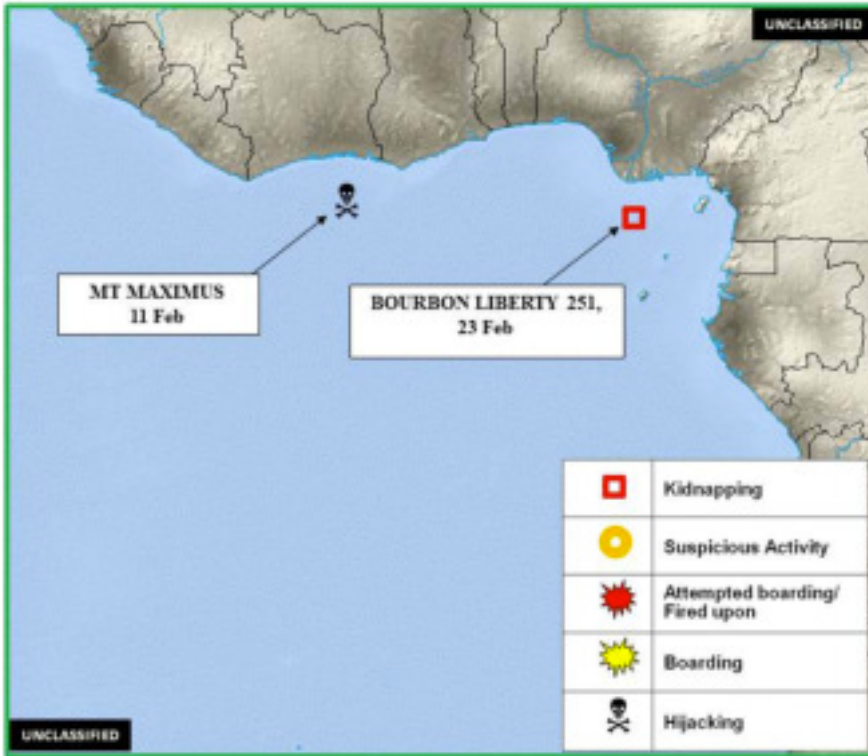 UNCLASSIFIED
MT MAXIMUS
11 Feb
BOURBON LIBERTY 251,
23 Feb
Kidnapping
Suspicious Activity
Attempted boarding/
Fired upon
Boarding
Hijacking
UNCLASSIFIED